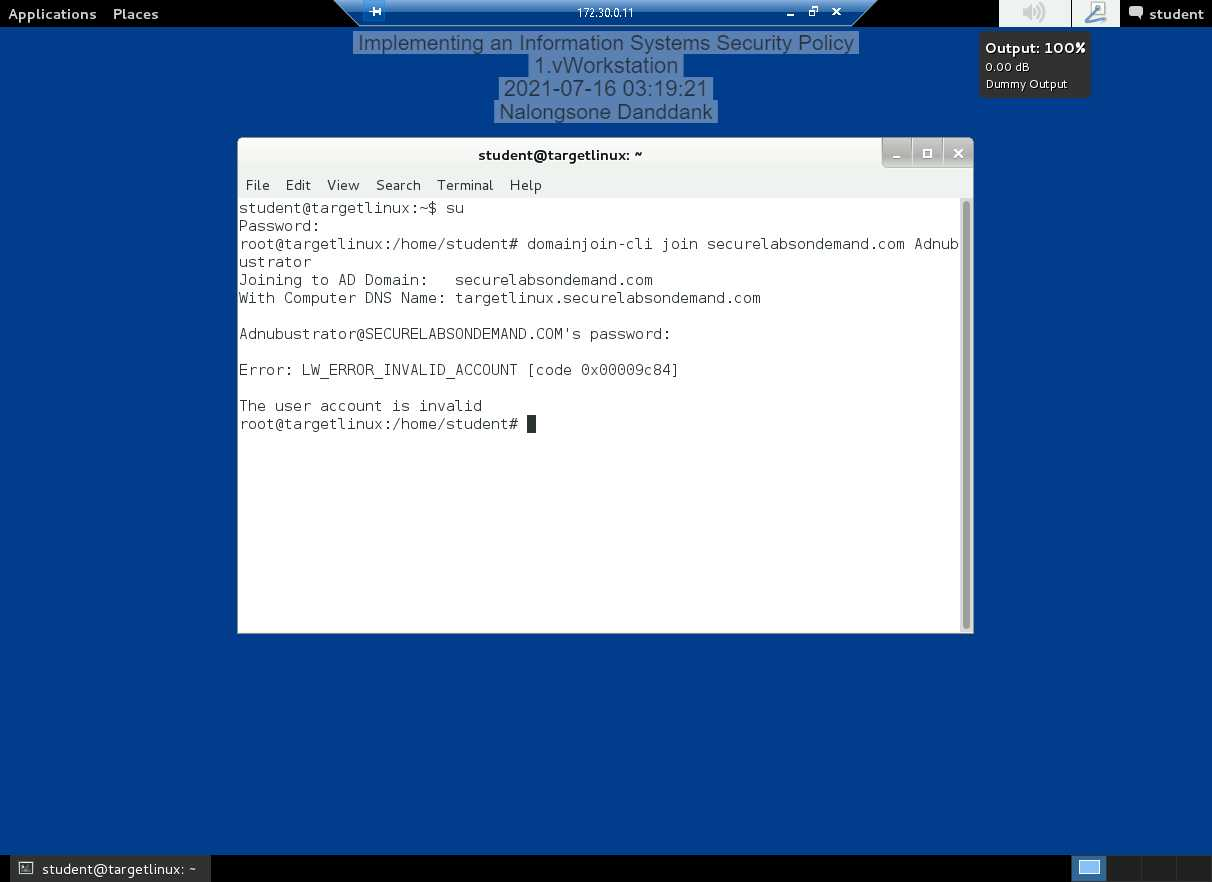 Applications Places
172.30.0.11
student
Implementing an Information Systems Security Policy
1.vWorkstation
2021-07-16 03:19:21
Nalongsone Danddank
Output: 100%
0.00 dB
Dummy Output
student@targetlinux: ~
File Edit View Search Terminal Help
student@targetlinux:~$ su
Password:
root@targetlinux:/home/student# domainjoin-cli join securelabsondemand.com Adnub
ustrator
Joining to AD Domain:   securelabsondemand.com
With Computer DNS Name: targetlinux.securelabsondemand.com
Adnubustrator@SECURELABSONDEMAND.COM's password:
Error: LW_ERROR_INVALID_ACCOUNT [code 0x00009c84]
The user account is invalid
root@targetlinux:/home/student#
student@targetlinux: ~